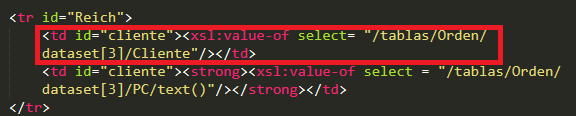 <tr id="Reich">
<td id="cliente"><xsl:value-of select= "/tablas/Orden/
dataset[3]/Cliente"/></td>
<td id="cliente"><strong><xsl:value-of select = "/tablas/Orden/
dataset[3]/PC/text()"/></strong></td>
</tr>